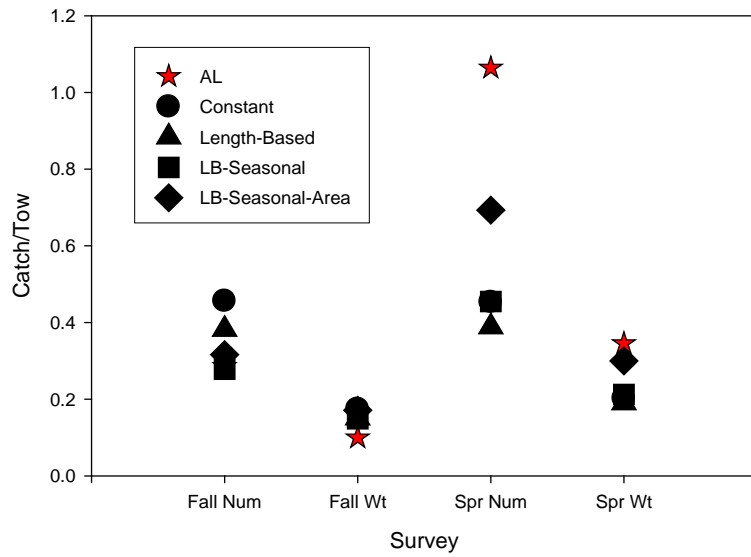 1.2
1.0
0.8
0.6
0.4
0.2
0.0
Catch/Tow
AL
Constant
Length-Based
LB-Seasonal
LB-Seasonal-Area
Fall Num
Fall Wt
Spr Num
Spr Wt
Survey